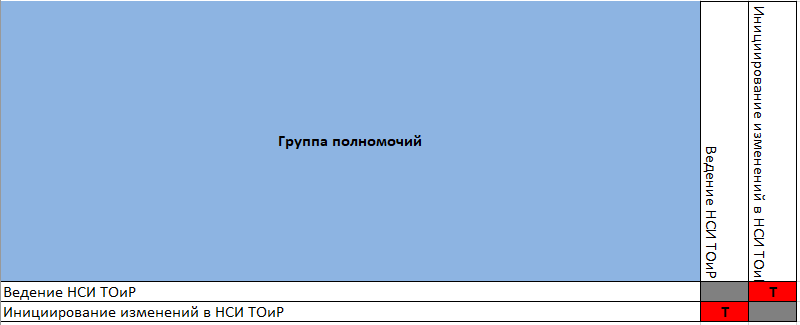 Группа полномочий
Ведение НСИ ТОиР
Инициирование изменений в НСИ ТОи
Ведение НСИ ТОиР
Т
Инициирование изменений в НСИ ТОиР
Т